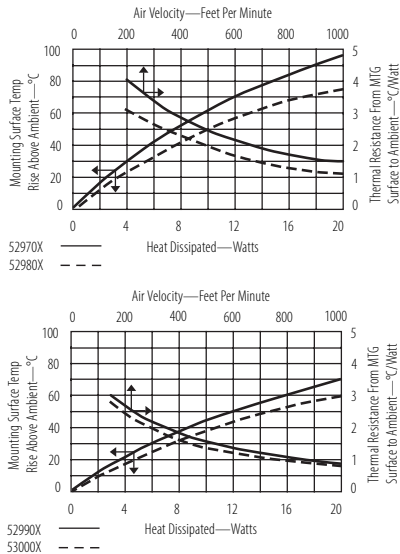 Air Velocity—Feet Per Minute
0 200 400 600 800 1000
100 5
80 4
60 3
40 2
20 1
0 0
Mounting Surface Temp
Rise Above Ambient—°C
Thermal Resistance From MTG
Surface to Ambient—°C/Watt
0 4 8 12 16 20
52970X
Heat Dissipated—Watts
52980X
Air Velocity—Feet Per Minute
0 200 400 600 800 1000
100 5
80 4
60 3
40 2
20 1
0 0
Mounting Surface Temp
Rise Above Ambient—°C
Thermal Resistance From MTG
Surface to Ambient—°C/Watt
0 4 8 12 16 20
52990X
Heat Dissipated—Watts
53000X